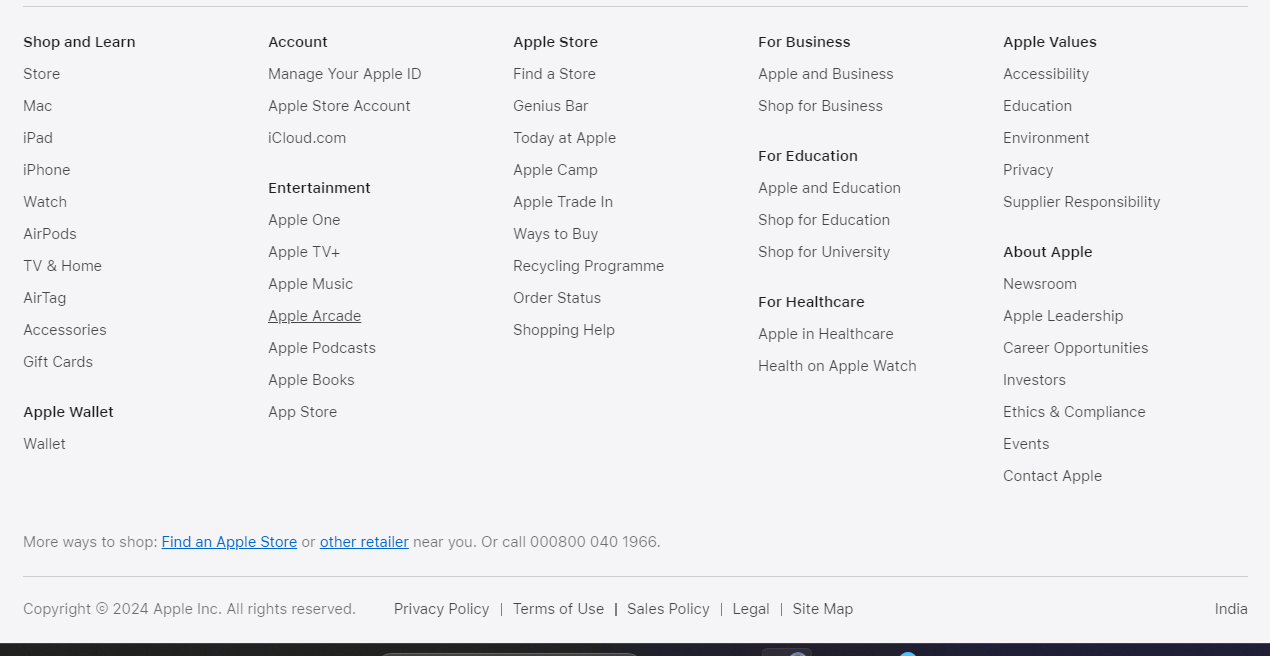 Shop and Learn
Store
Mac
iPad
iPhone
Watch
AirPods
TV & Home
AirTag
Accessories
Gift Cards
Apple Wallet
Wallet
Account
Manage Your Apple ID
Apple Store Account
iCloud.com
Entertainment
Apple One
Apple TV+
Apple Music
Apple Arcade
Apple Podcasts
Apple Books
App Store
Apple Store
Find a Store
Genius Bar
Today at Apple
Apple Camp
Apple Trade In
Ways to Buy
Recycling Programme
Order Status
Shopping Help
For Business
Apple and Business
Shop for Business
For Education
Apple and Education
Shop for Education
Shop for University
For Healthcare
Apple in Healthcare
Health on Apple Watch
Apple Values
Accessibility
Education
Environment
Privacy
Supplier Responsibility
About Apple
Newsroom
Apple Leadership
Career Opportunities
Investors
Ethics & Compliance
Events
Contact Apple
More ways to shop: Find an Apple Store or other retailer near you. Or call 000800 040 1966.
Copyright © 2024 Apple Inc. All rights reserved. Privacy Policy | Terms of Use | Sales Policy | Legal | Site Map India